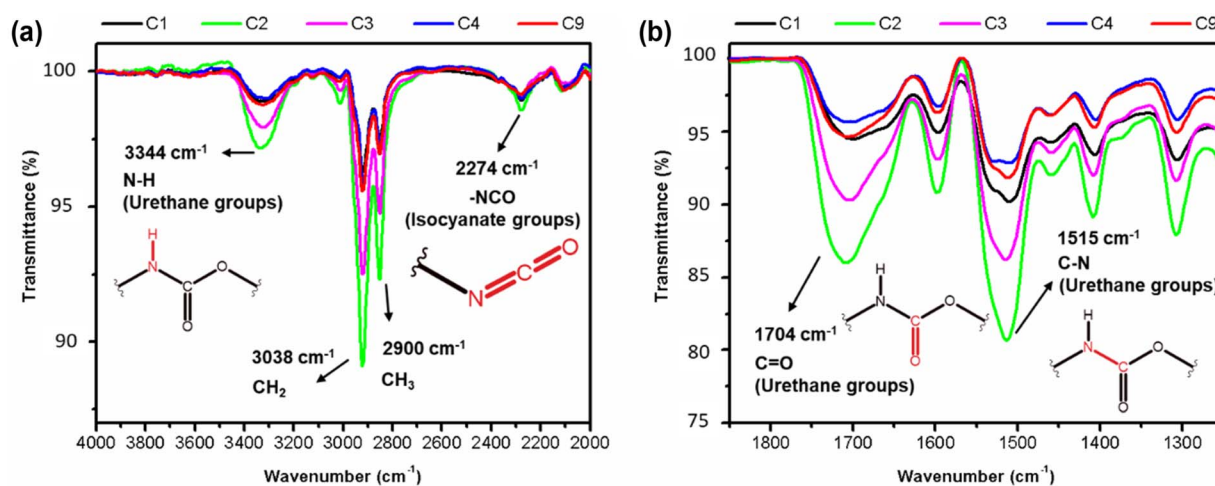 (a)
C1 C2 C3 C4 C9
Transmittance (%)
100
95
90
3344 cm⁻¹
N-H
(Urethane groups)
H
N
C
O
O
3038 cm⁻¹
CH₂
2900 cm⁻¹
CH₃
2274 cm⁻¹
-NCO
(Isocyanate groups)
N
C
O
4000 3800 3600 3400 3200 3000 2800 2600 2400 2200 2000
Wavenumber (cm⁻¹)
(b)
C1 C2 C3 C4 C9
Transmittance (%)
100
95
90
85
80
75
1704 cm⁻¹
C=O
(Urethane groups)
H
N
C
O
O
1515 cm⁻¹
C-N
(Urethane groups)
H
N
C
O
O
1800 1700 1600 1500 1400 1300
Wavenumber (cm⁻¹)